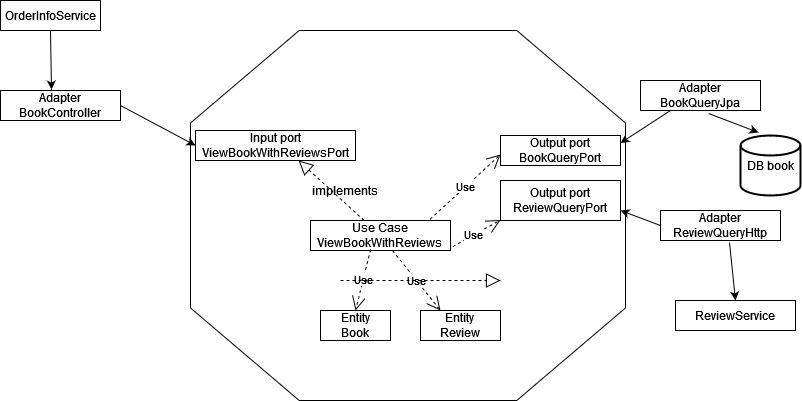 OrderInfoService
Adapter
BookController
Input port
ViewBookWithReviewsPort
implements
Use Case
ViewBookWithReviews
Use
Use
Use
Use
Entity
Book
Entity
Review
Output port
BookQueryPort
Output port
ReviewQueryPort
Adapter
BookQueryJpa
DB book
Adapter
ReviewQueryHttp
ReviewService